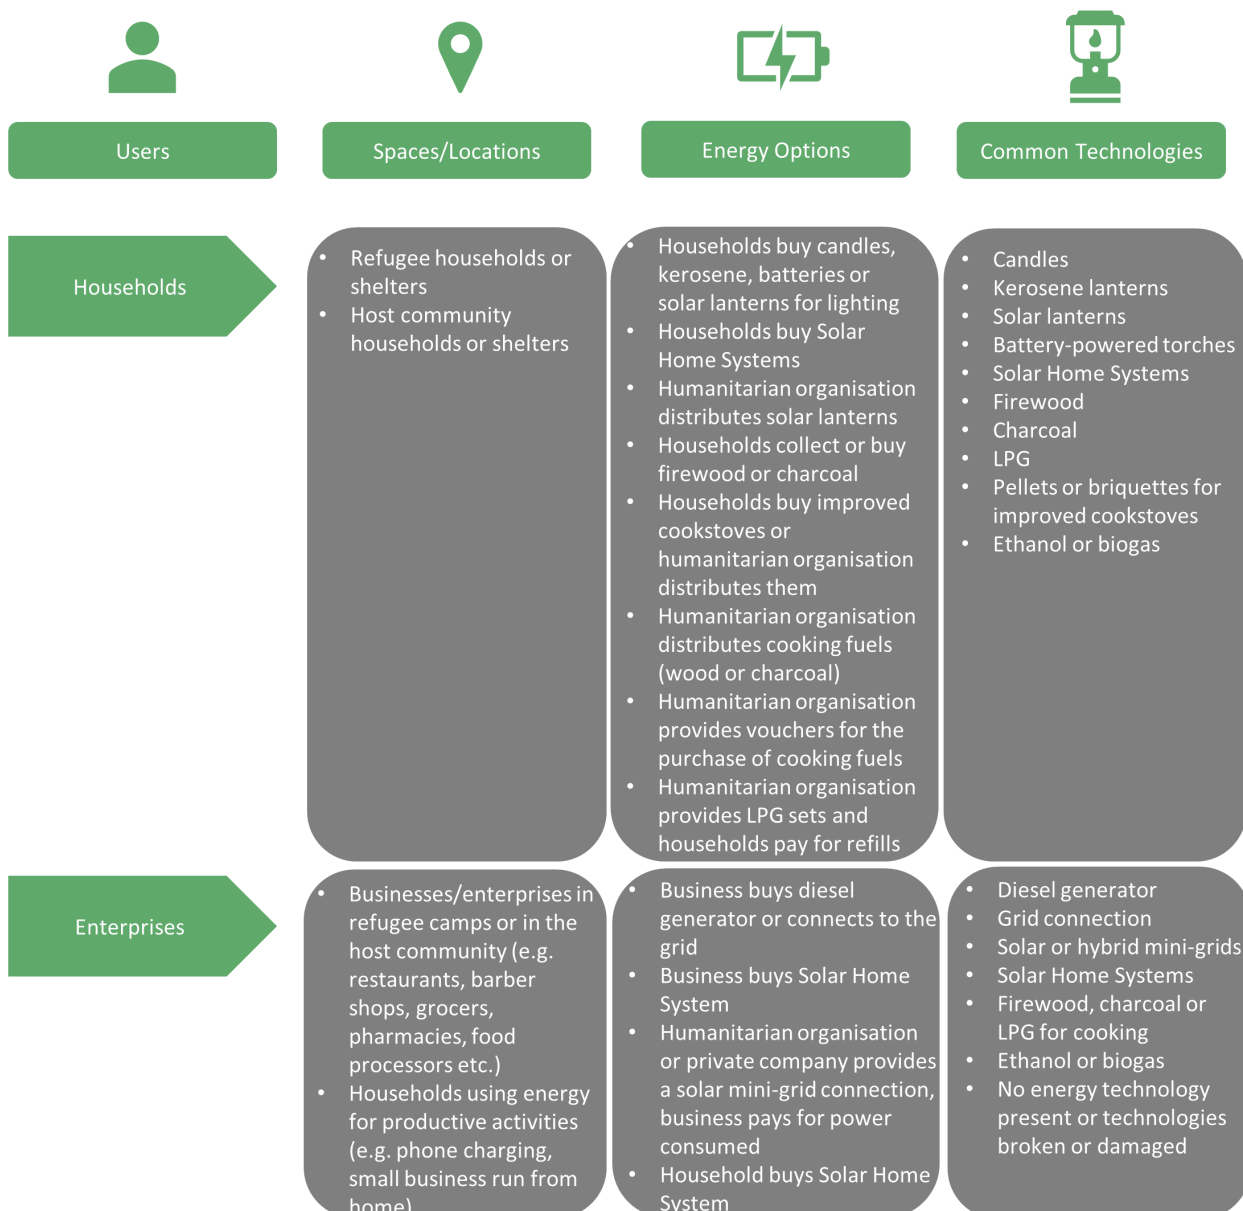 Users
Spaces/Locations
Energy Options
Common Technologies
Households
• Refugee households or
shelters
• Host community
households or shelters
• Households buy candles,
kerosene, batteries or
solar lanterns for lighting
• Households buy Solar
Home Systems
• Humanitarian organisation
distributes solar lanterns
• Households collect or buy
firewood or charcoal
• Households buy improved
cookstoves or
humanitarian organisation
distributes them
• Humanitarian organisation
distributes cooking fuels
(wood or charcoal)
• Humanitarian organisation
provides vouchers for the
purchase of cooking fuels
• Humanitarian organisation
provides LPG sets and
households pay for refills
• Candles
• Kerosene lanterns
• Solar lanterns
• Battery-powered torches
• Solar Home Systems
• Firewood
• Charcoal
• LPG
• Pellets or briquettes for
improved cookstoves
• Ethanol or biogas
Enterprises
• Businesses/enterprises in
refugee camps or in the
host community (e.g.
restaurants, barber
shops, grocers,
pharmacies, food
processors etc.)
• Households using energy
for productive activities
(e.g. phone charging,
small business run from
home)
• Business buys diesel
generator or connects to the
grid
• Business buys Solar Home
System
• Humanitarian organisation
or private company provides
a solar mini-grid connection,
business pays for power
consumed
• Household buys Solar Home
System
• Diesel generator
• Grid connection
• Solar or hybrid mini-grids
• Solar Home Systems
• Firewood, charcoal or
LPG for cooking
• Ethanol or biogas
• No energy technology
present or technologies
broken or damaged